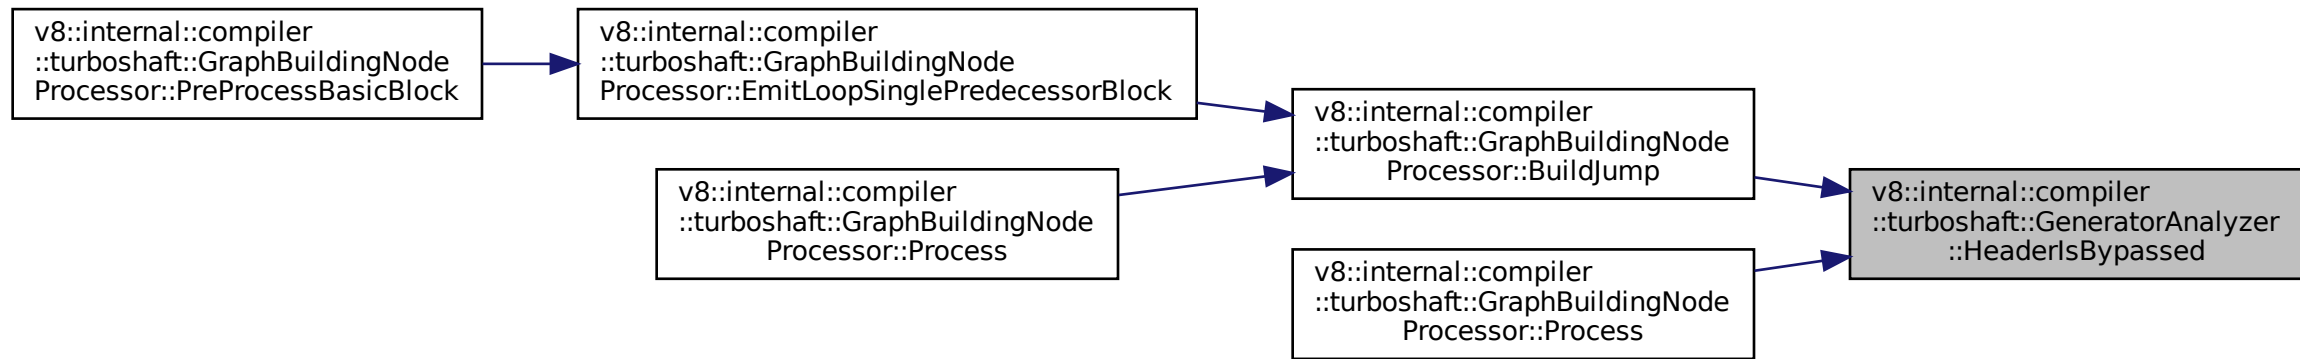 v8::internal::compiler
::turboshaft::GraphBuildingNode
Processor::PreProcessBasicBlock
v8::internal::compiler
::turboshaft::GraphBuildingNode
Processor::EmitLoopSinglePredecessorBlock
v8::internal::compiler
::turboshaft::GraphBuildingNode
Processor::Process
v8::internal::compiler
::turboshaft::GraphBuildingNode
Processor::BuildJump
v8::internal::compiler
::turboshaft::GraphBuildingNode
Processor::Process
v8::internal::compiler
::turboshaft::GeneratorAnalyzer
::HeaderIsBypassed